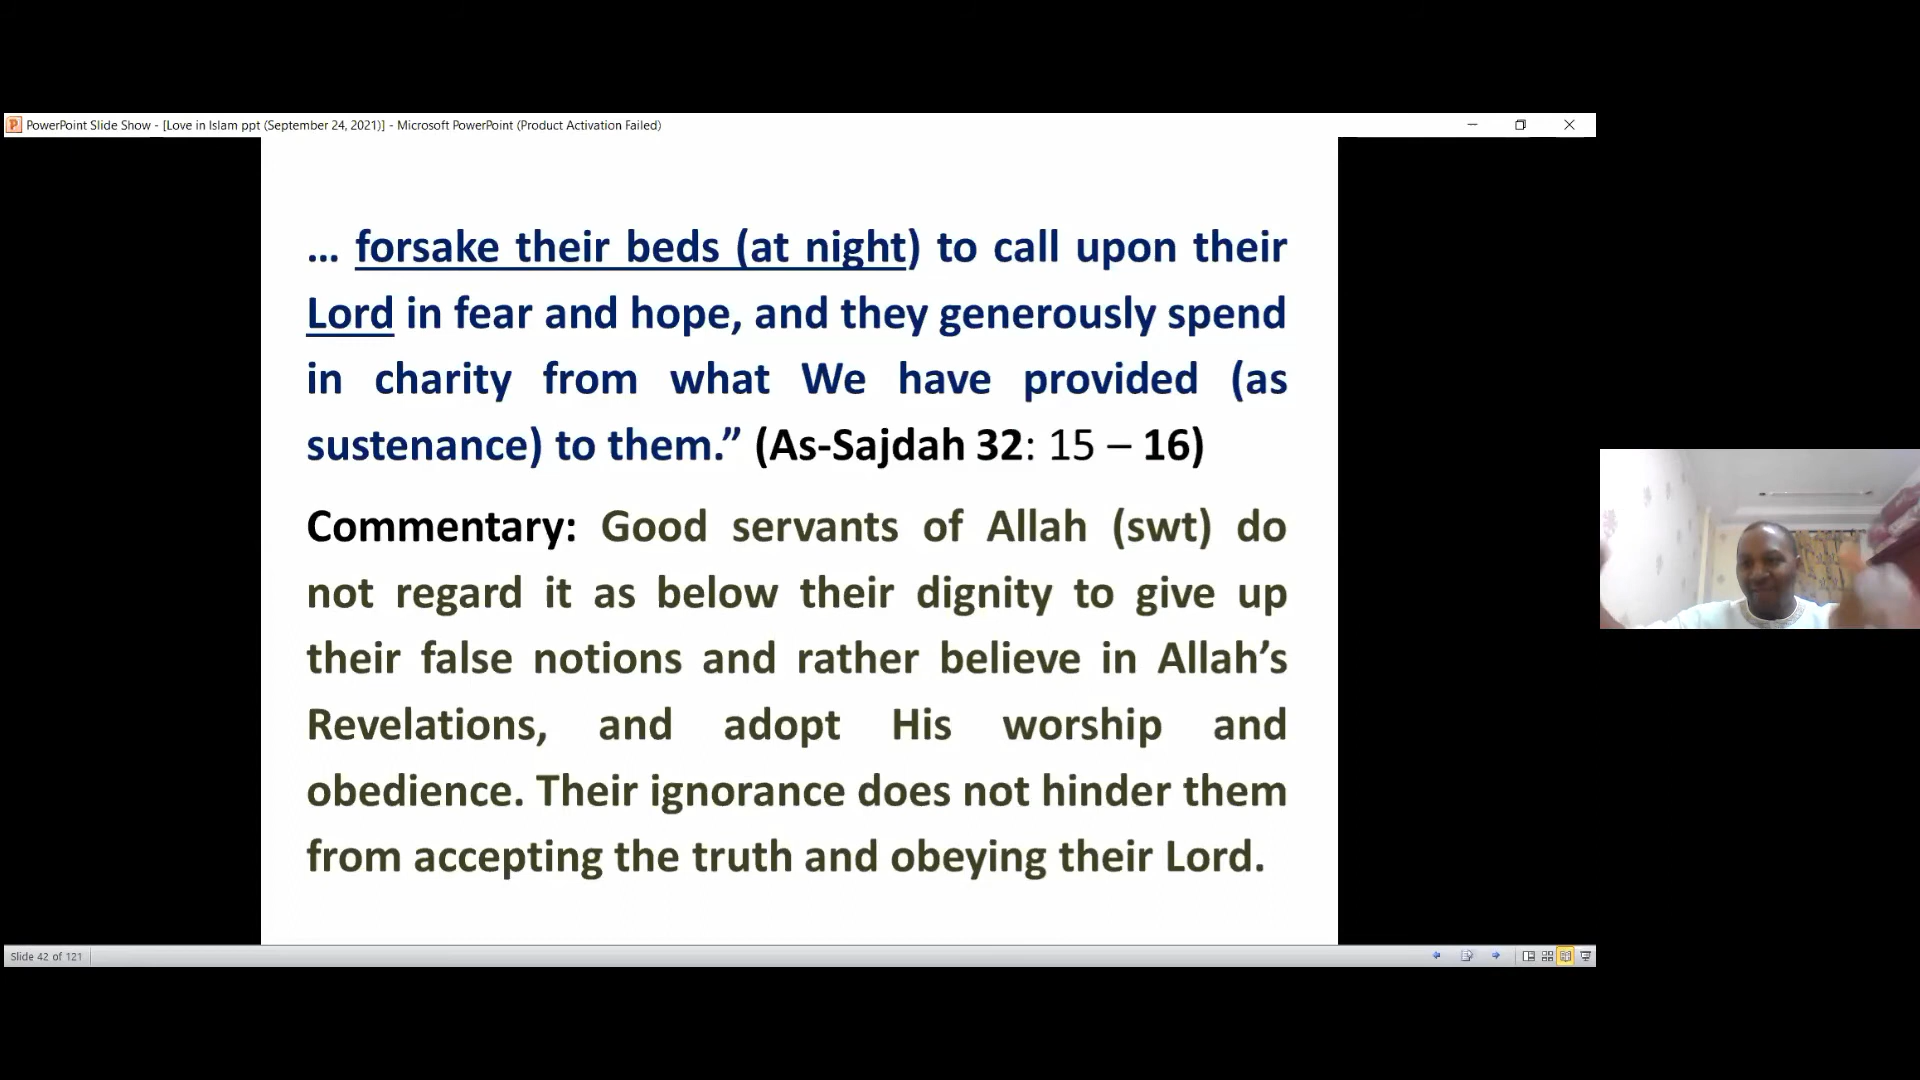 PowerPoint Slide Show - [Love in Islam ppt (September 24, 2021)] - Microsoft PowerPoint (Product Activation Failed)
... forsake their beds (at night) to call upon their
Lord in fear and hope, and they generously spend
in charity from what We have provided (as
sustenance) to them.” (As-Sajdah 32: 15 – 16)
Commentary: Good servants of Allah (swt) do
not regard it as below their dignity to give up
their false notions and rather believe in Allah’s
Revelations, and adopt His worship and
obedience. Their ignorance does not hinder them
from accepting the truth and obeying their Lord.
Slide 42 of 121